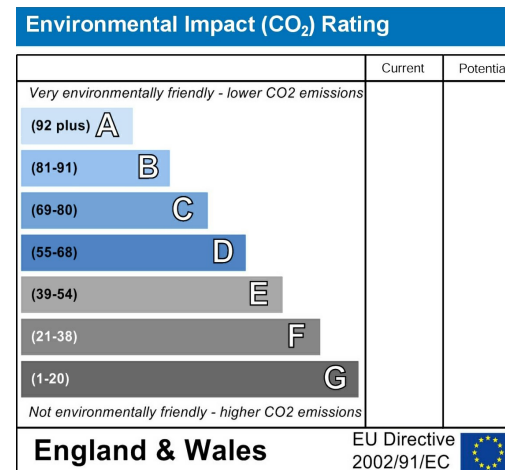 Environmental Impact (CO₂) Rating
Current Potentia
Very environmentally friendly - lower CO2 emissions
(92 plus) A
(81-91) B
(69-80) C
(55-68) D
(39-54) E
(21-38) F
(1-20) G
Not environmentally friendly - higher CO2 emissions
England & Wales
EU Directive
2002/91/EC